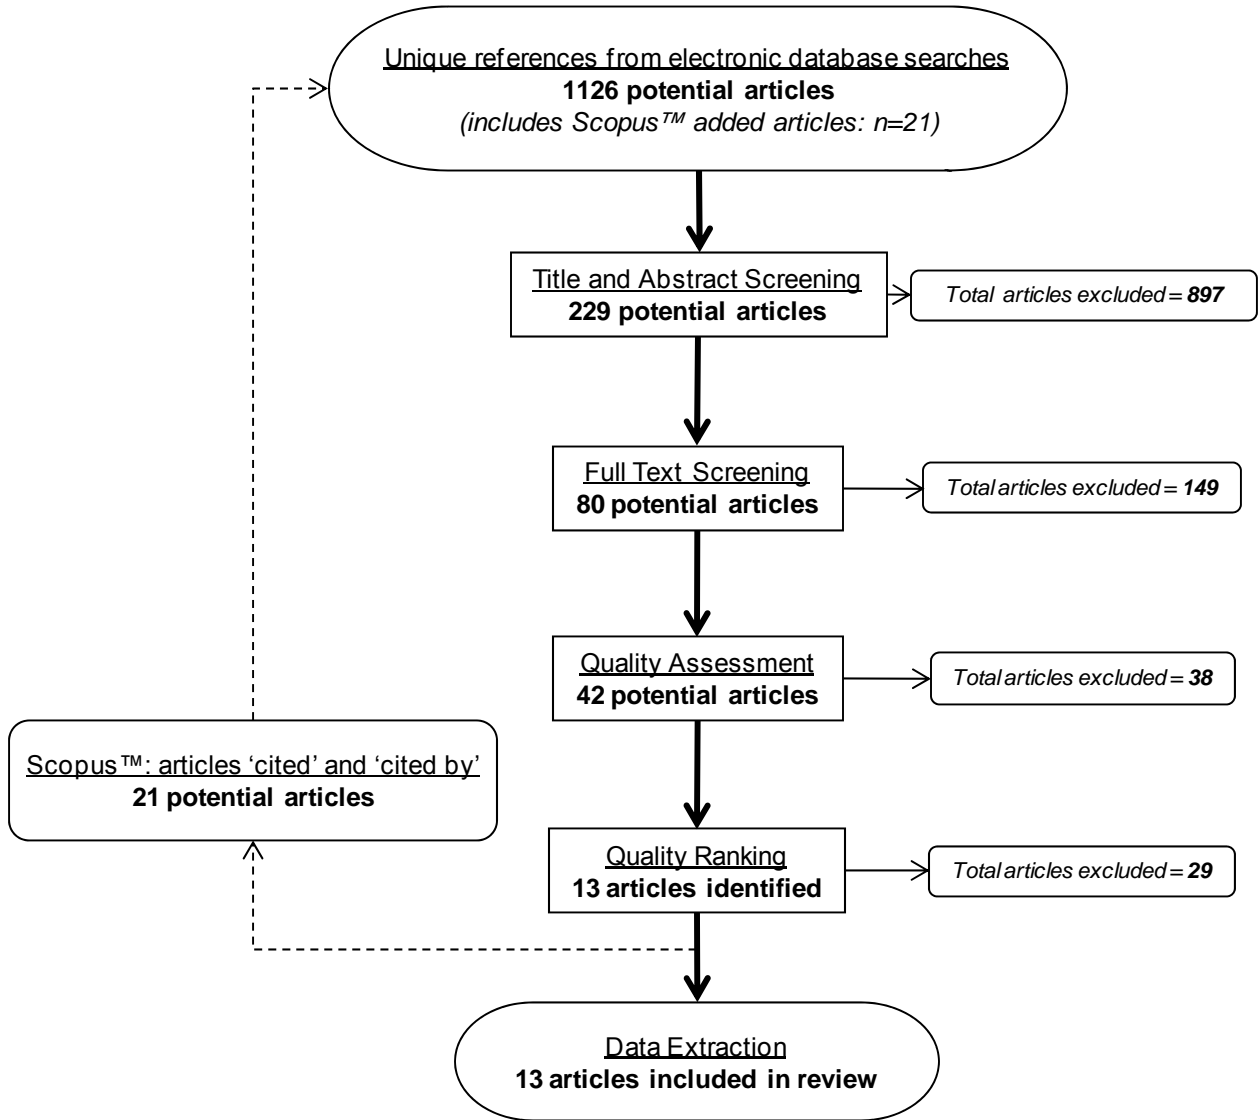 Unique references from electronic database searches
1126 potential articles
(includes Scopus™ added articles: n=21)
Title and Abstract Screening
229 potential articles
Total articles excluded = 897
Full Text Screening
80 potential articles
Total articles excluded = 149
Quality Assessment
42 potential articles
Total articles excluded = 38
Scopus™: articles ‘cited’ and ‘cited by’
21 potential articles
Quality Ranking
13 articles identified
Total articles excluded = 29
Data Extraction
13 articles included in review